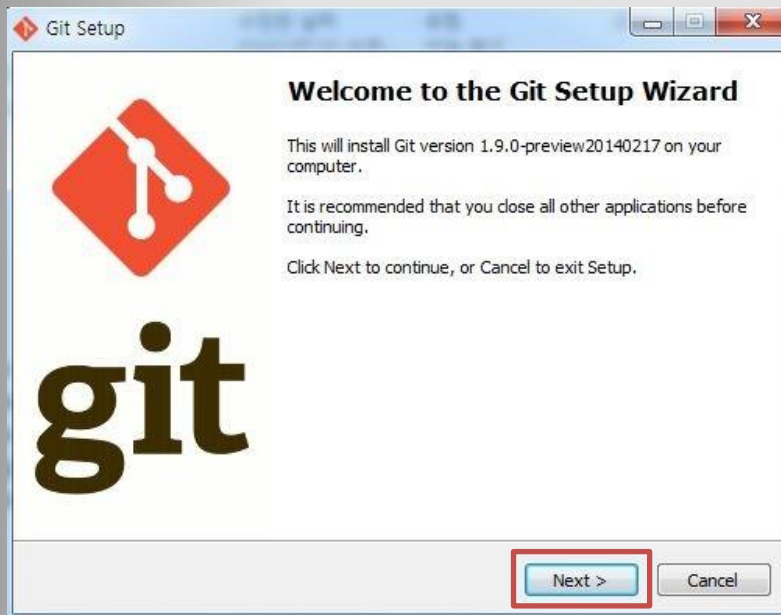 Git Setup
Welcome to the Git Setup Wizard
This will install Git version 1.9.0-preview20140217 on your
computer.
It is recommended that you close all other applications before
continuing.
Click Next to continue, or Cancel to exit Setup.
git
Next >
Cancel